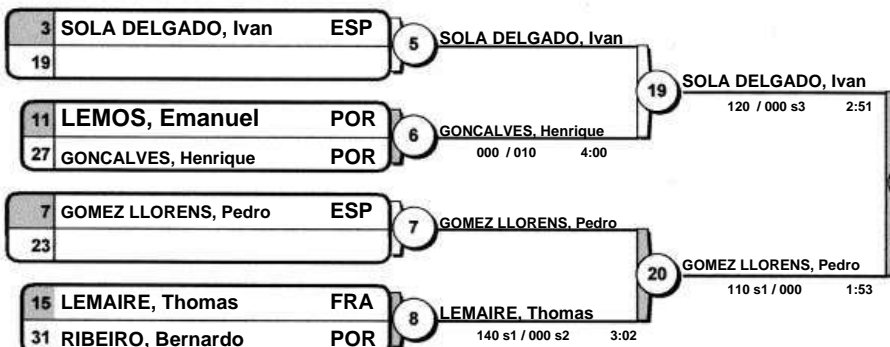 3 SOLA DELGADO, Ivan ESP
19
5
SOLA DELGADO, Ivan
11 LEMOS, Emanuel POR
27 GONCALVES, Henrique POR
6
GONCALVES, Henrique
000 / 010 4:00
19
SOLA DELGADO, Ivan
120 / 000 s3 2:51
7 GOMEZ LLORENS, Pedro ESP
23
7
GOMEZ LLORENS, Pedro
15 LEMAIRE, Thomas FRA
31 RIBEIRO, Bernardo POR
8
LEMAIRE, Thomas
140 s1 / 000 s2 3:02
20
GOMEZ LLORENS, Pedro
110 s1 / 000 1:53